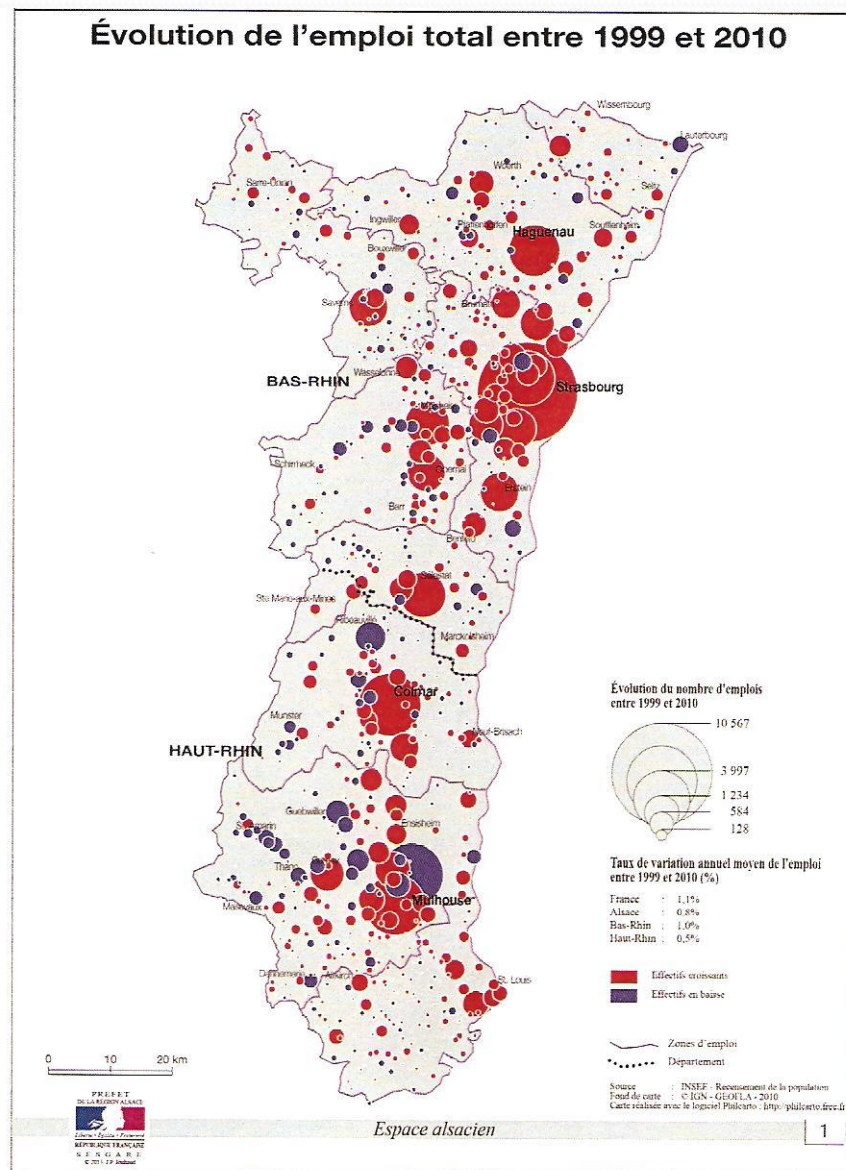 Évolution de l'emploi total entre 1999 et 2010
Wissembourg
Lauterbourg
Woerth
Sarre-Union
Seltz
Ingwiller
Pfaffenhofen
Haguenau
Soufflenheim
Bouxwiller
Saverne
Brumath
Wasselonne
BAS-RHIN
Strasbourg
Molsheim
Schirmeck
Obernai
Erstein
Barr
Benfeld
Sélestat
Ste Marie-aux-Mines
Ribeauvillé
Marckolsheim
Colmar
Munster
Neuf-Brisach
HAUT-RHIN
Guebwiller
Ensisheim
Thann
Mulhouse
Masevaux
Dannemarie
Altkirch
St. Louis
Évolution du nombre d'emplois
entre 1999 et 2010
10 567
3 997
1 234
584
128
Taux de variation annuel moyen de l'emploi
entre 1999 et 2010 (%)
France : 1,1%
Alsace : 0,8%
Bas-Rhin : 1,0%
Haut-Rhin : 0,5%
Effectifs croissants
Effectifs en baisse
Zones d'emploi
Département
0 10 20 km
Source : INSEE - Recensement de la population
Fond de carte : © IGN - GEOFLA - 2010
Carte réalisée avec le logiciel Philcarto : http://philcarto.free.fr
PREFET
DE LA REGION ALSACE
Liberté • Égalité • Fraternité
RÉPUBLIQUE FRANÇAISE
S E S G A R E
Espace alsacien
1